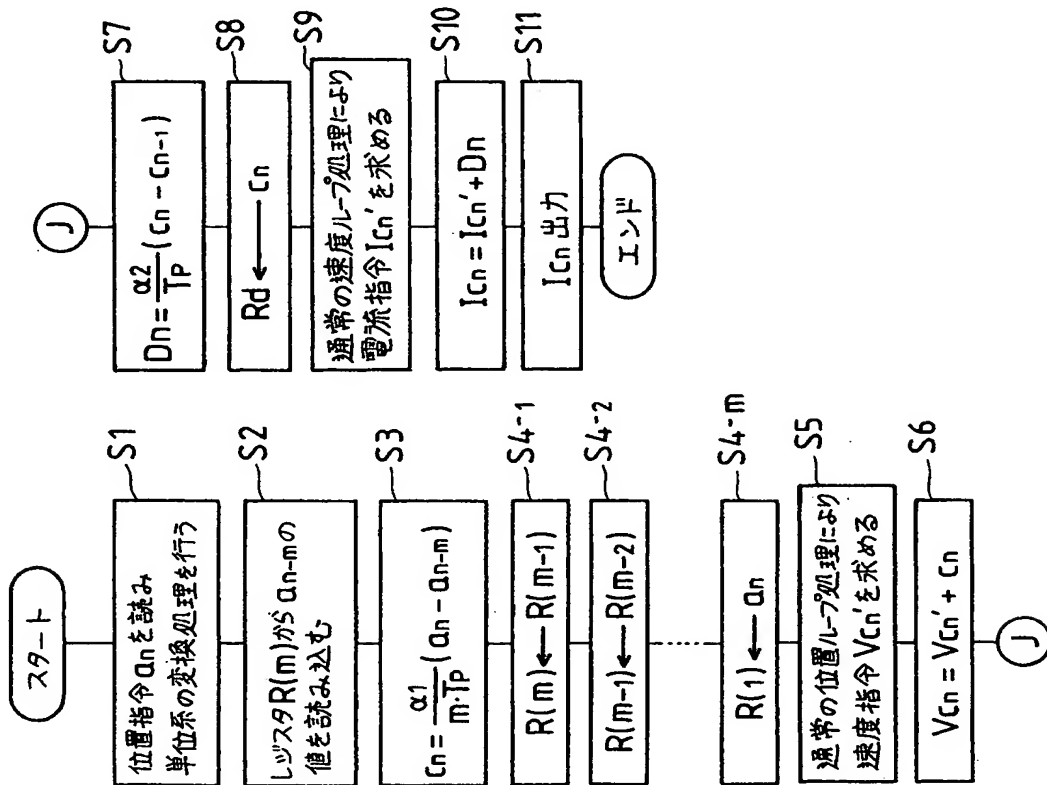 スタート
S1
位置指令anを読み
単位系の変換処理を行う
S2
レジスタR(m)からan-mの
値を読み込む
S3
Cn=α1/m·Tp(an-an-m)
S4-1
R(m)←R(m-1)
S4-2
R(m-1)←R(m-2)
S4-m
R(1)←an
S5
通常の位置ループ処理により
速度指令VCn'を求める
S6
VCn=VCn'+Cn
J
J
S7
Dn=α2/Tp(Cn-Cn-1)
S8
Rd←Cn
S9
通常の速度ループ処理により
電流指令ICn'を求める
S10
ICn=ICn'+Dn
S11
ICn出力
エンド